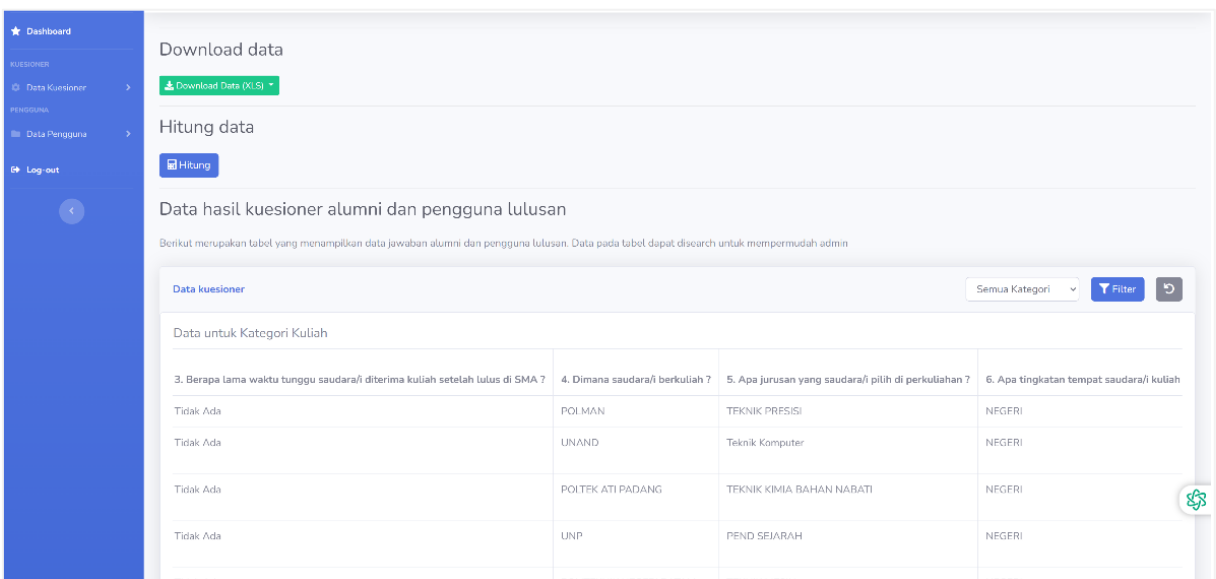 Dashboard
KUESIONER
Data Kuesioner
PENGGUNA
Data Pengguna
Log-out
Download data
Download Data (XLS)
Hitung data
Hitung
Data hasil kuesioner alumni dan pengguna lulusan
Berikut merupakan tabel yang menampilkan data jawaban alumni dan pengguna lulusan. Data pada tabel dapat disearch untuk mempermudah admin
Data kuesioner
Semua Kategori
Filter
Data untuk Kategori Kuliah
3. Berapa lama waktu tunggu saudara/i diterima kuliah setelah lulus di SMA ? 4. Dimana saudara/i berkuliah ? 5. Apa jurusan yang saudara/i pilih di perkuliahan ? 6. Apa tingkatan tempat saudara/i kuliah
Tidak Ada POLMAN TEKNIK PRESISI NEGERI
Tidak Ada UNAND Teknik Komputer NEGERI
Tidak Ada POLTEK ATI PADANG TEKNIK KIMIA BAHAN NABATI NEGERI
Tidak Ada UNP PEND SEJARAH NEGERI